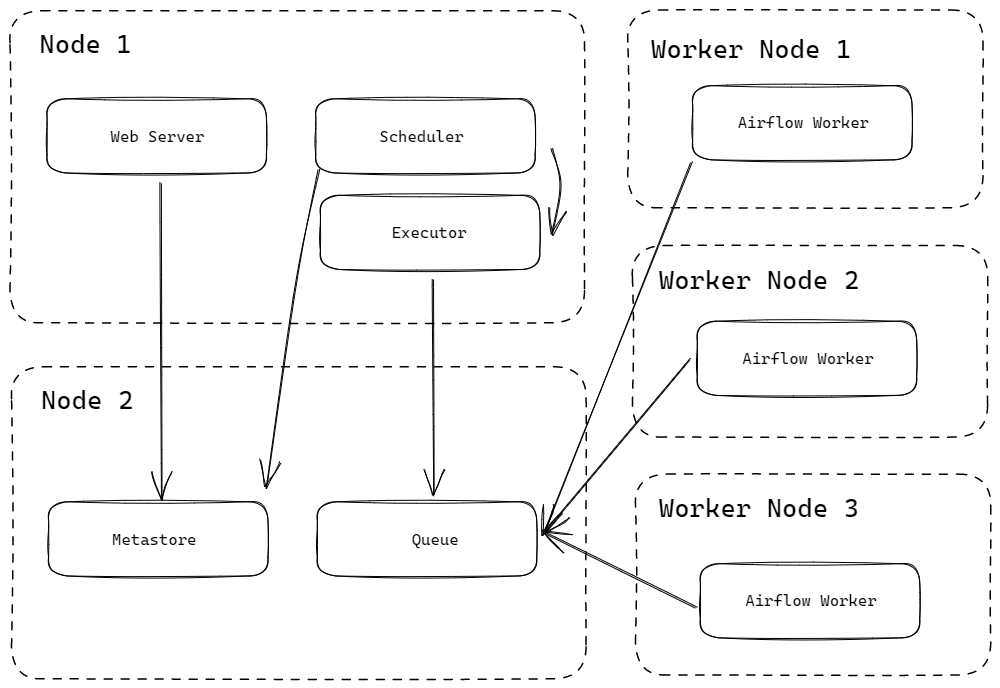 Node 1
Web Server
Scheduler
Executor
Node 2
Metastore
Queue
Worker Node 1
Airflow Worker
Worker Node 2
Airflow Worker
Worker Node 3
Airflow Worker